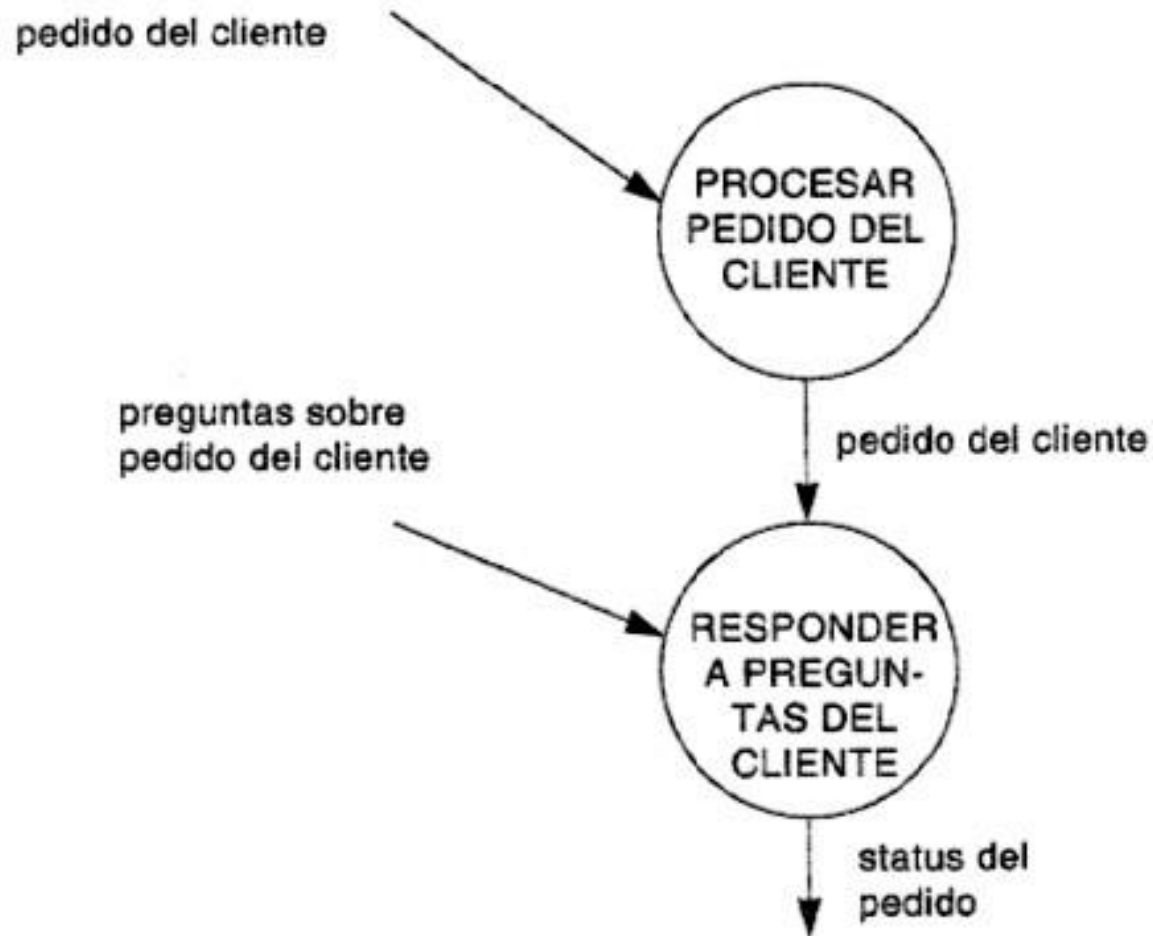 pedido del cliente
PROCESAR
PEDIDO DEL
CLIENTE
preguntas sobre
pedido del cliente
pedido del cliente
RESPONDER
A PREGUN-
TAS DEL
CLIENTE
status del
pedido